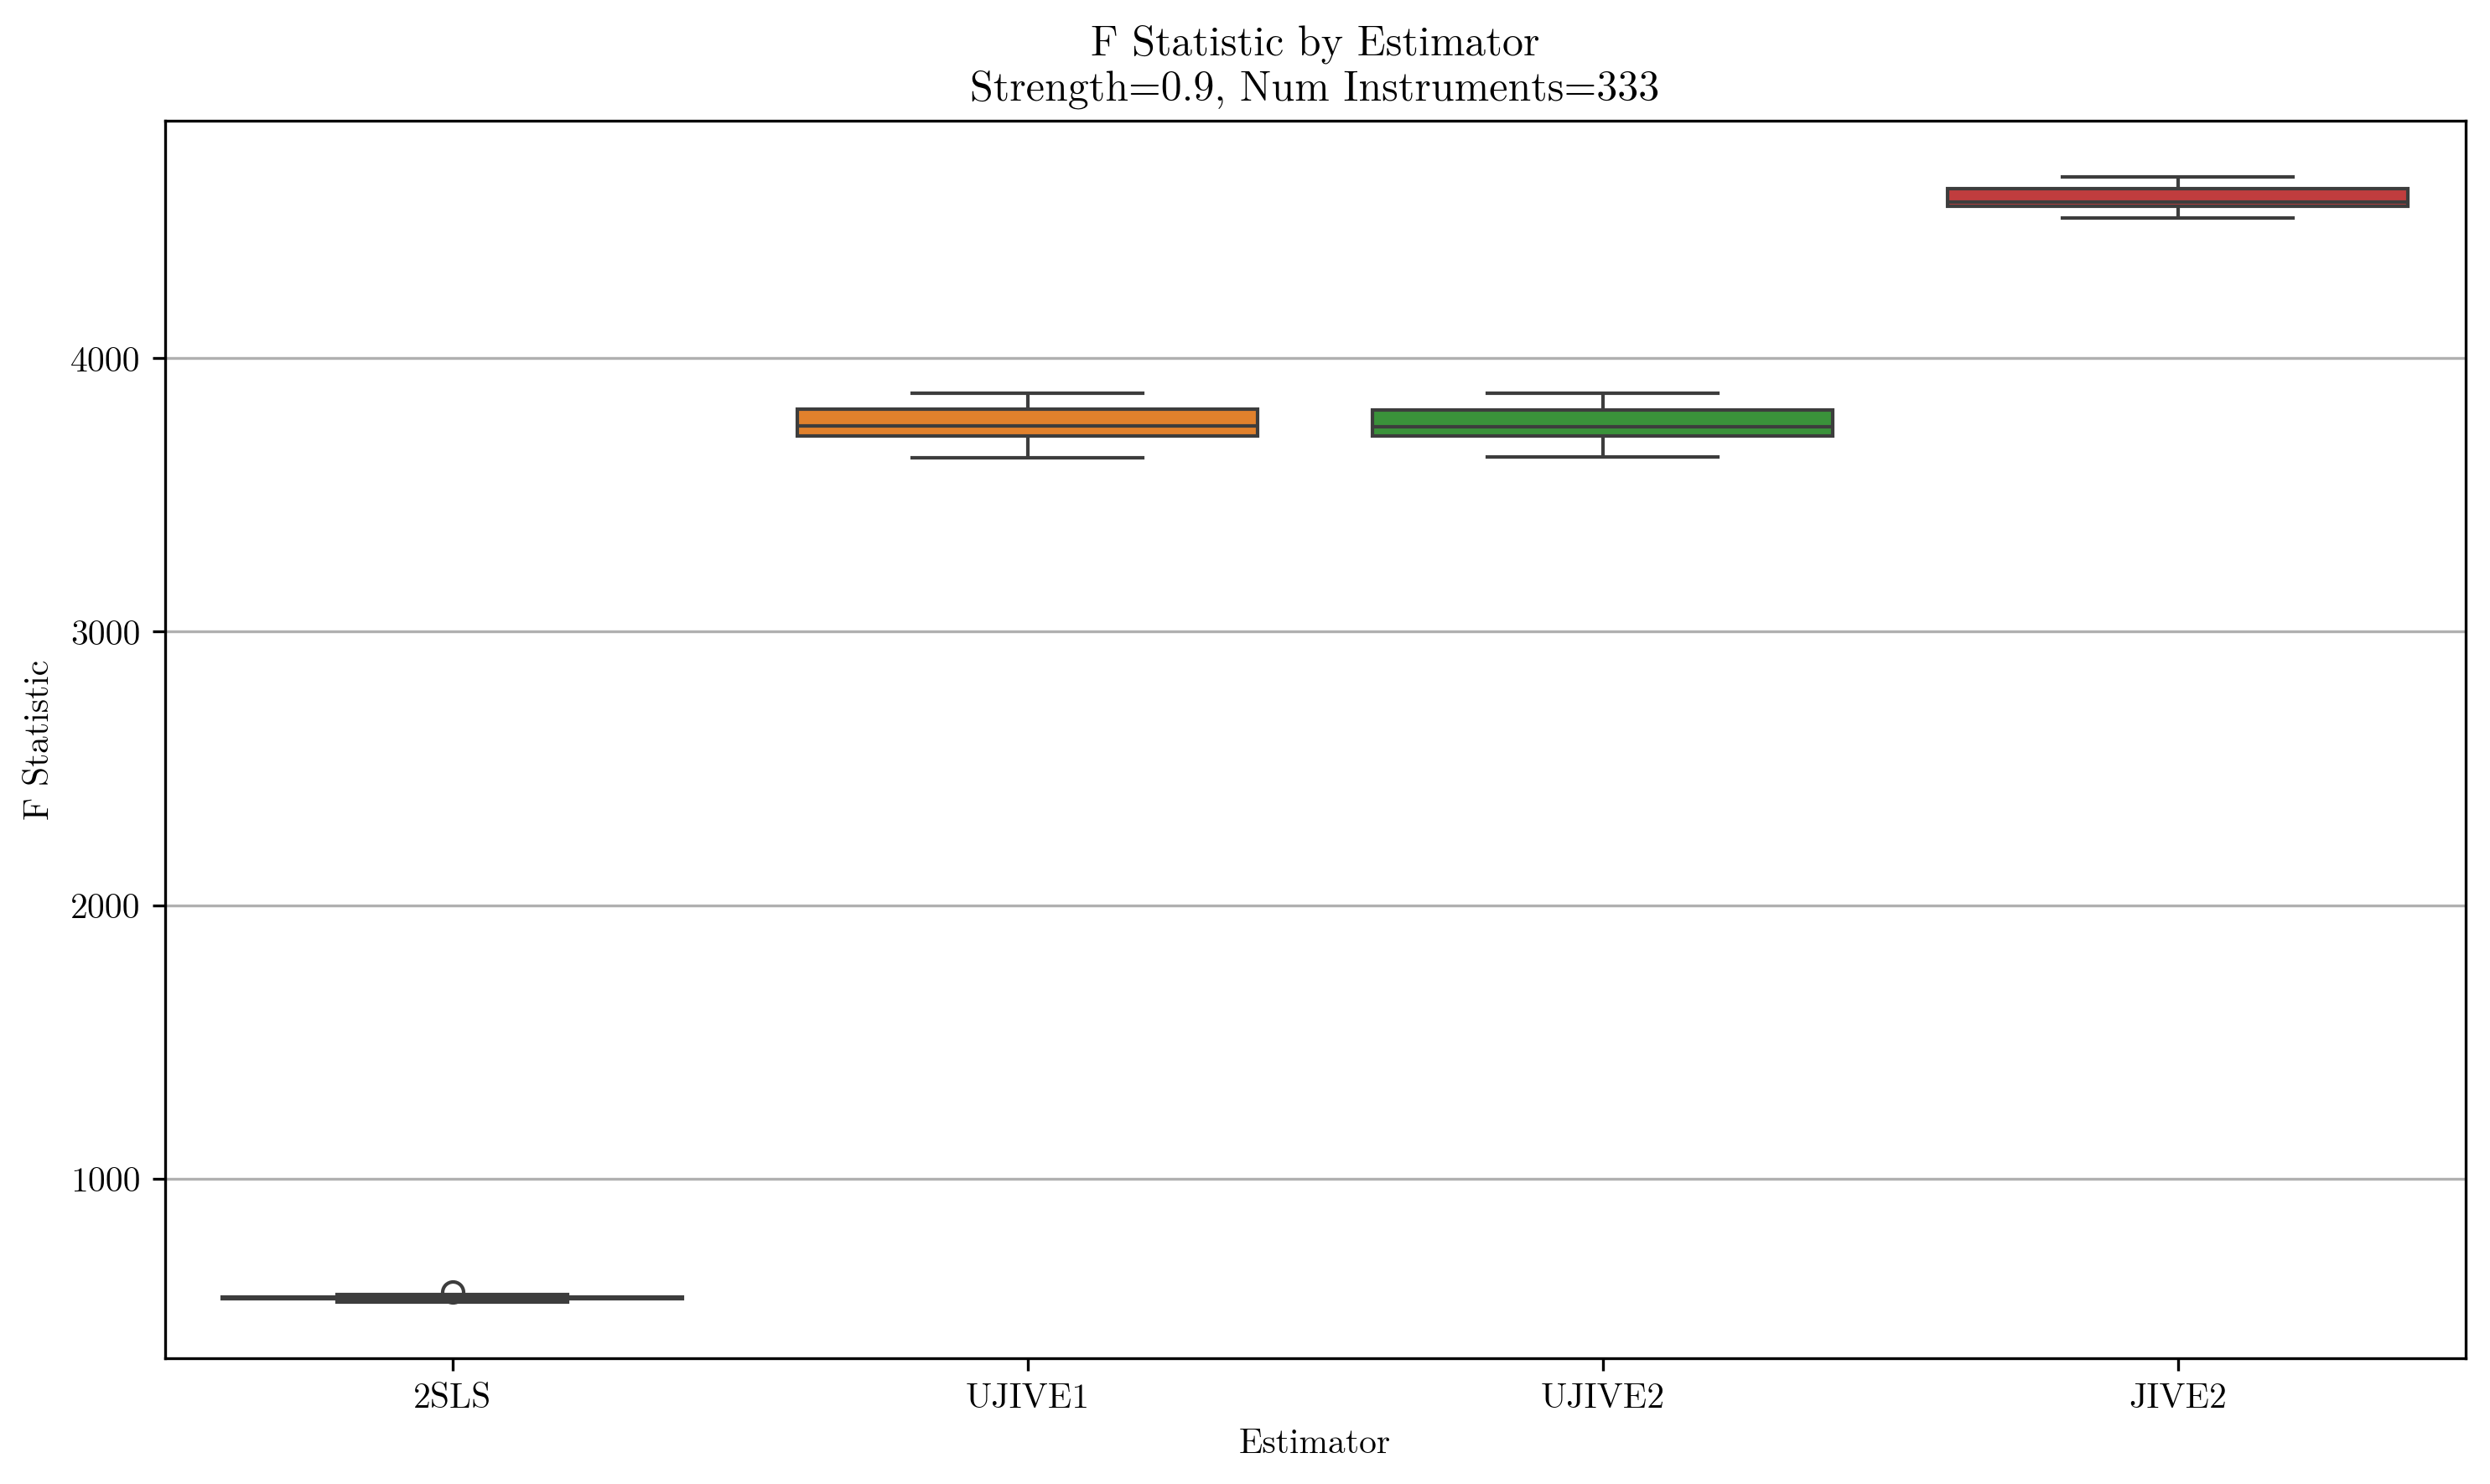 F Statistic by Estimator
Strength=0.9, Num Instruments=333
4000
3000
2000
1000
F Statistic
2SLS
UJIVE1
UJIVE2
JIVE2
Estimator